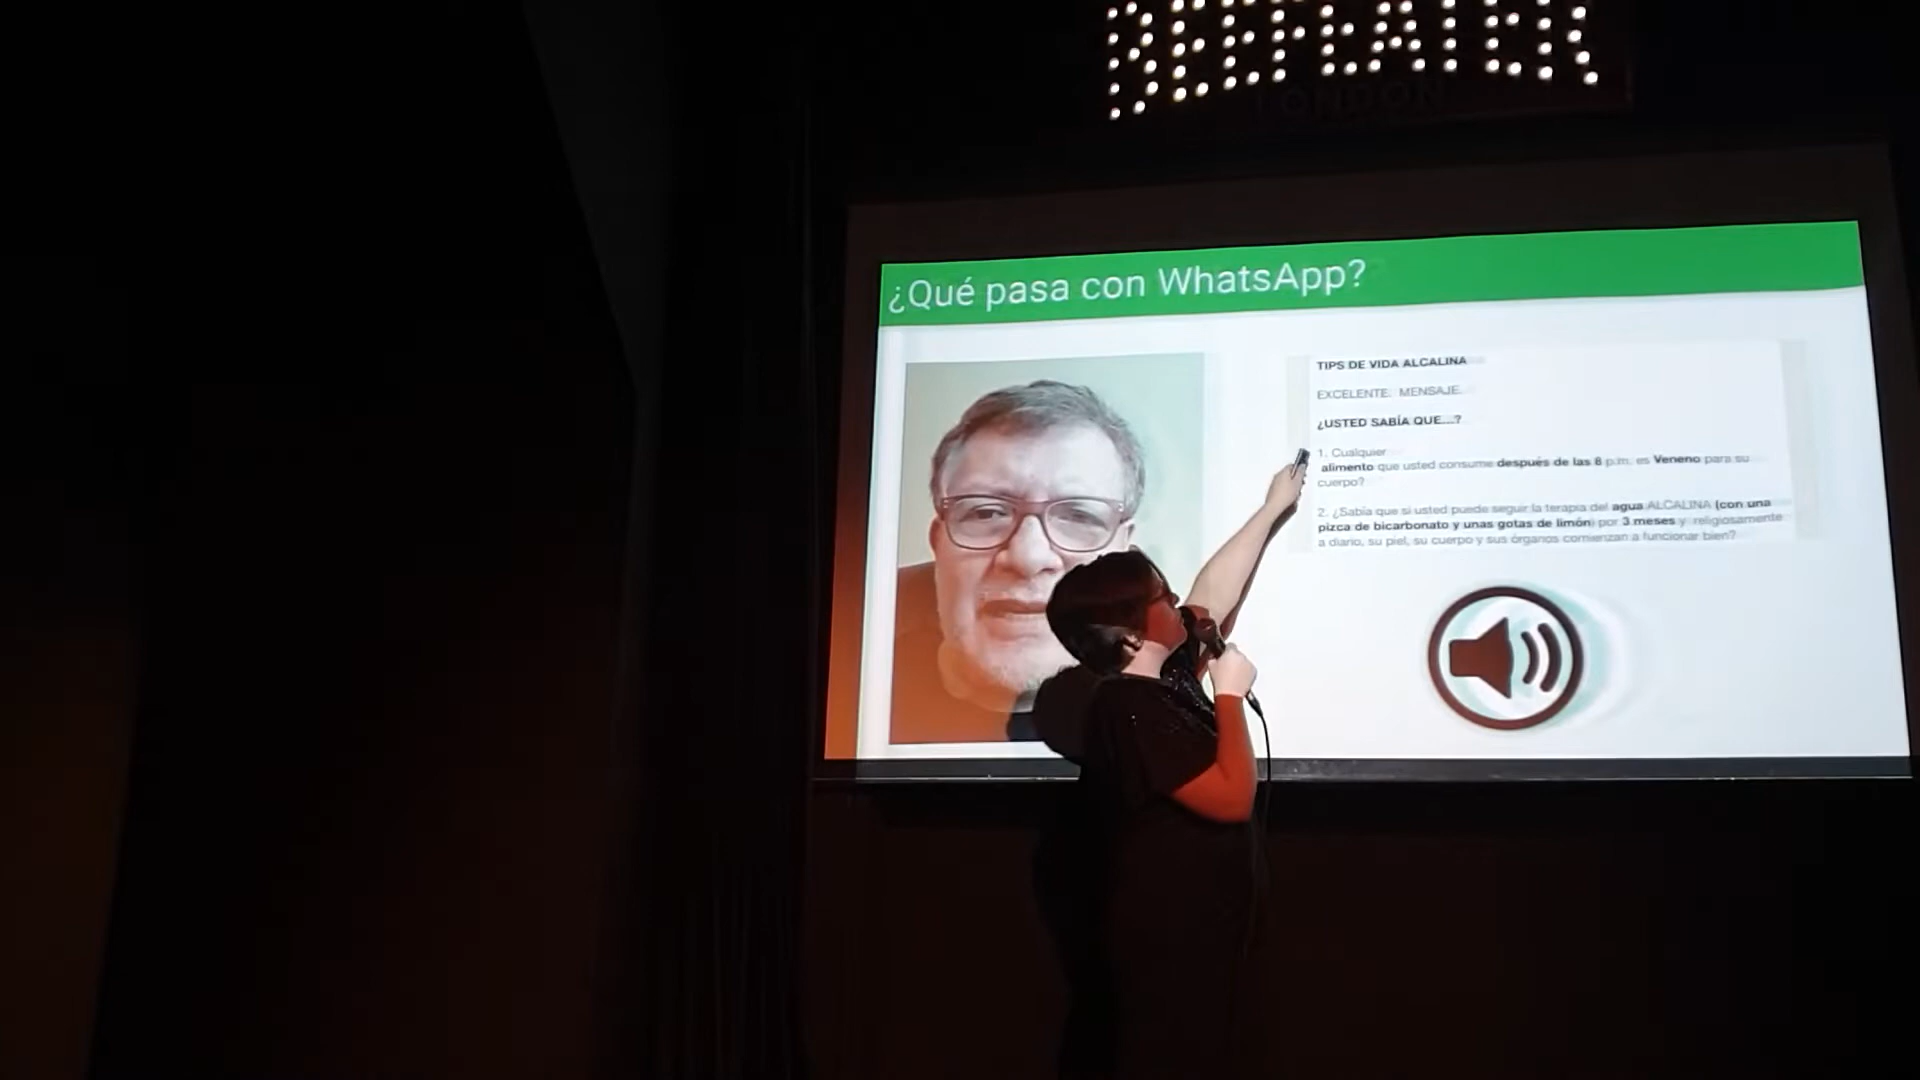 BEEFEATER
LONDON
¿Qué pasa con WhatsApp?
TIPS DE VIDA ALCALINA
EXCELENTE. MENSAJE.
¿USTED SABÍA QUE...?
1. Cualquier
alimento que usted consume después de las 8 p.m. es Veneno para su
cuerpo?
2. ¿Sabía que si usted puede seguir la terapia del agua ALCALINA (con una
pizca de bicarbonato y unas gotas de limón) por 3 meses y religiosamente
a diario, su piel, su cuerpo y sus órganos comienzan a funcionar bien?